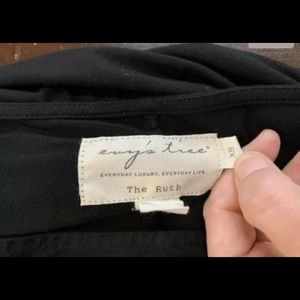 evy's tree®
EVERYDAY LUXURY, EVERYDAY LIFE
The Ruth
XS